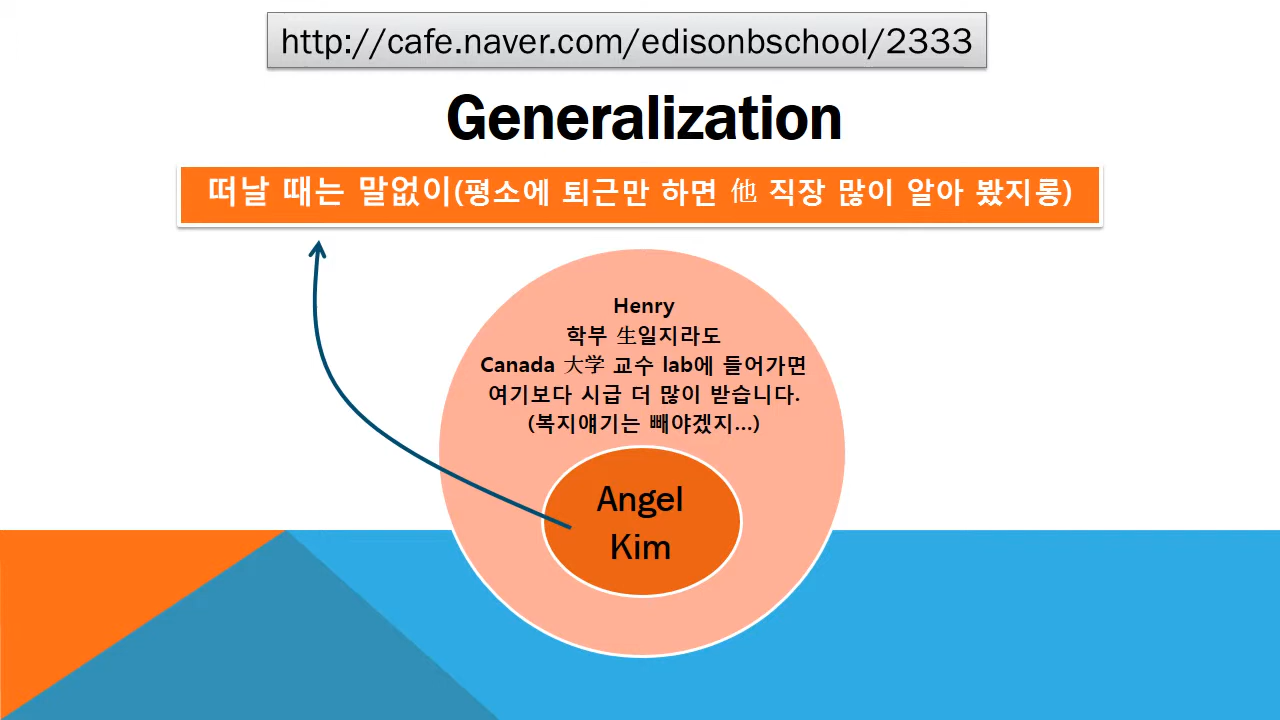 http://cafe.naver.com/edisonbschool/2333
Generalization
떠날 때는 말없이(평소에 퇴근만 하면 他 직장 많이 알아 봤지롱)
Henry
학부 生일지라도
Canada 大学 교수 lab에 들어가면
여기보다 시급 더 많이 받습니다.
(복지얘기는 빼야겠지...)
Angel
Kim